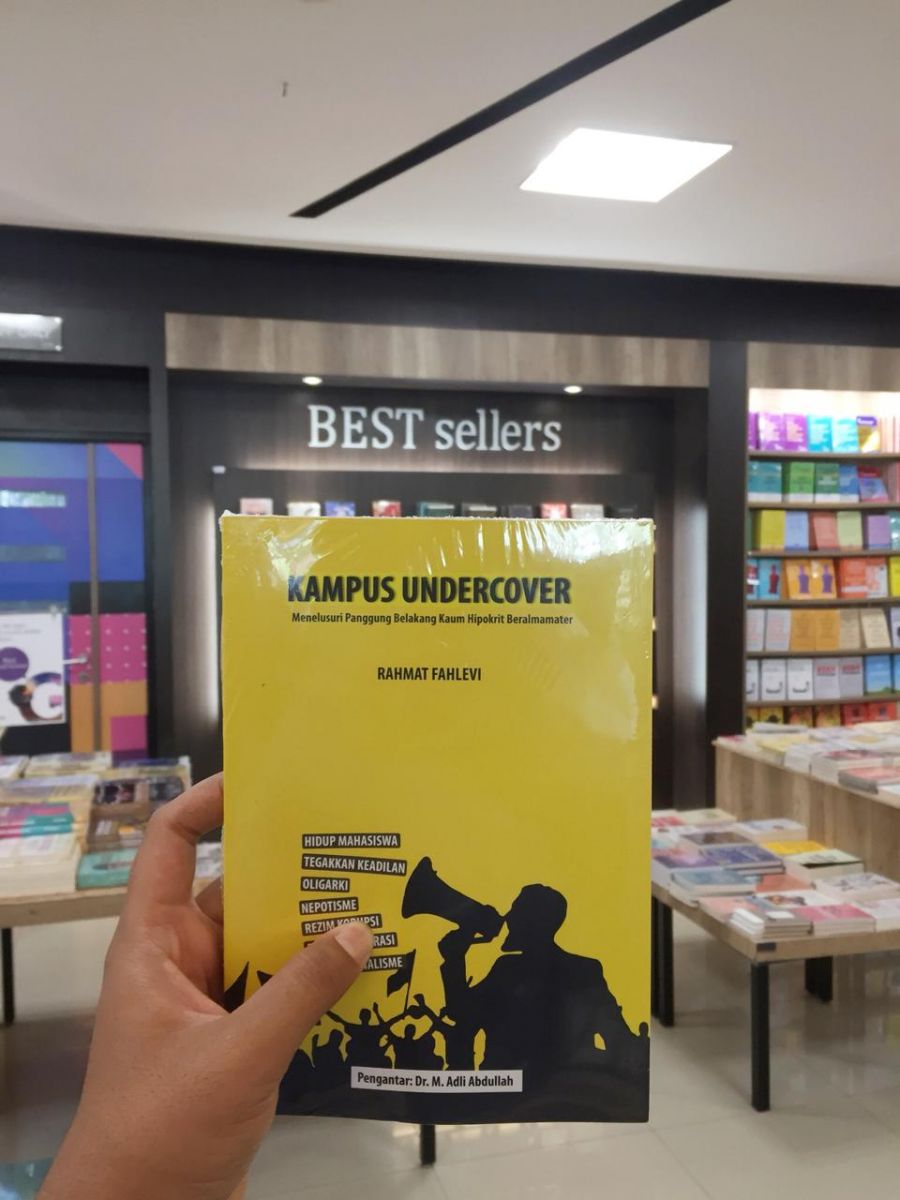 BEST sellers
KAMPUS UNDERCOVER
Menelusuri Panggung Belakang Kaum Hipokrit Beralmamater
RAHMAT FAHLEVI
HIDUP MAHASISWA
TEGAKKAN KEADILAN
OLIGARKI
NEPOTISME
REZIM KORUPSI
Pengantar: Dr. M. Adli Abdullah